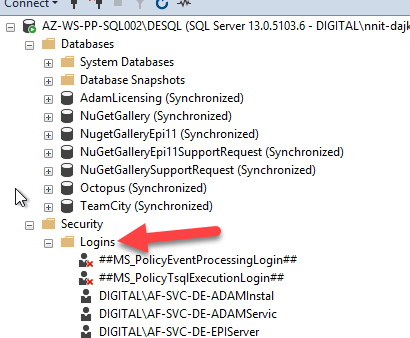 Connect
AZ-WS-PP-SQL002\DESQL (SQL Server 13.0.5103.6 - DIGITAL\nnit-dajk
Databases
System Databases
Database Snapshots
AdamLicensing (Synchronized)
NuGetGallery (Synchronized)
NugetGalleryEpi11 (Synchronized)
NuGetGalleryEpi11SupportRequest (Synchronized)
NuGetGallerySupportRequest (Synchronized)
Octopus (Synchronized)
TeamCity (Synchronized)
Security
Logins
##MS_PolicyEventProcessingLogin##
##MS_PolicyTsqlExecutionLogin##
DIGITAL\AF-SVC-DE-ADAMInstal
DIGITAL\AF-SVC-DE-ADAMServic
DIGITAL\AF-SVC-DE-EPIServer